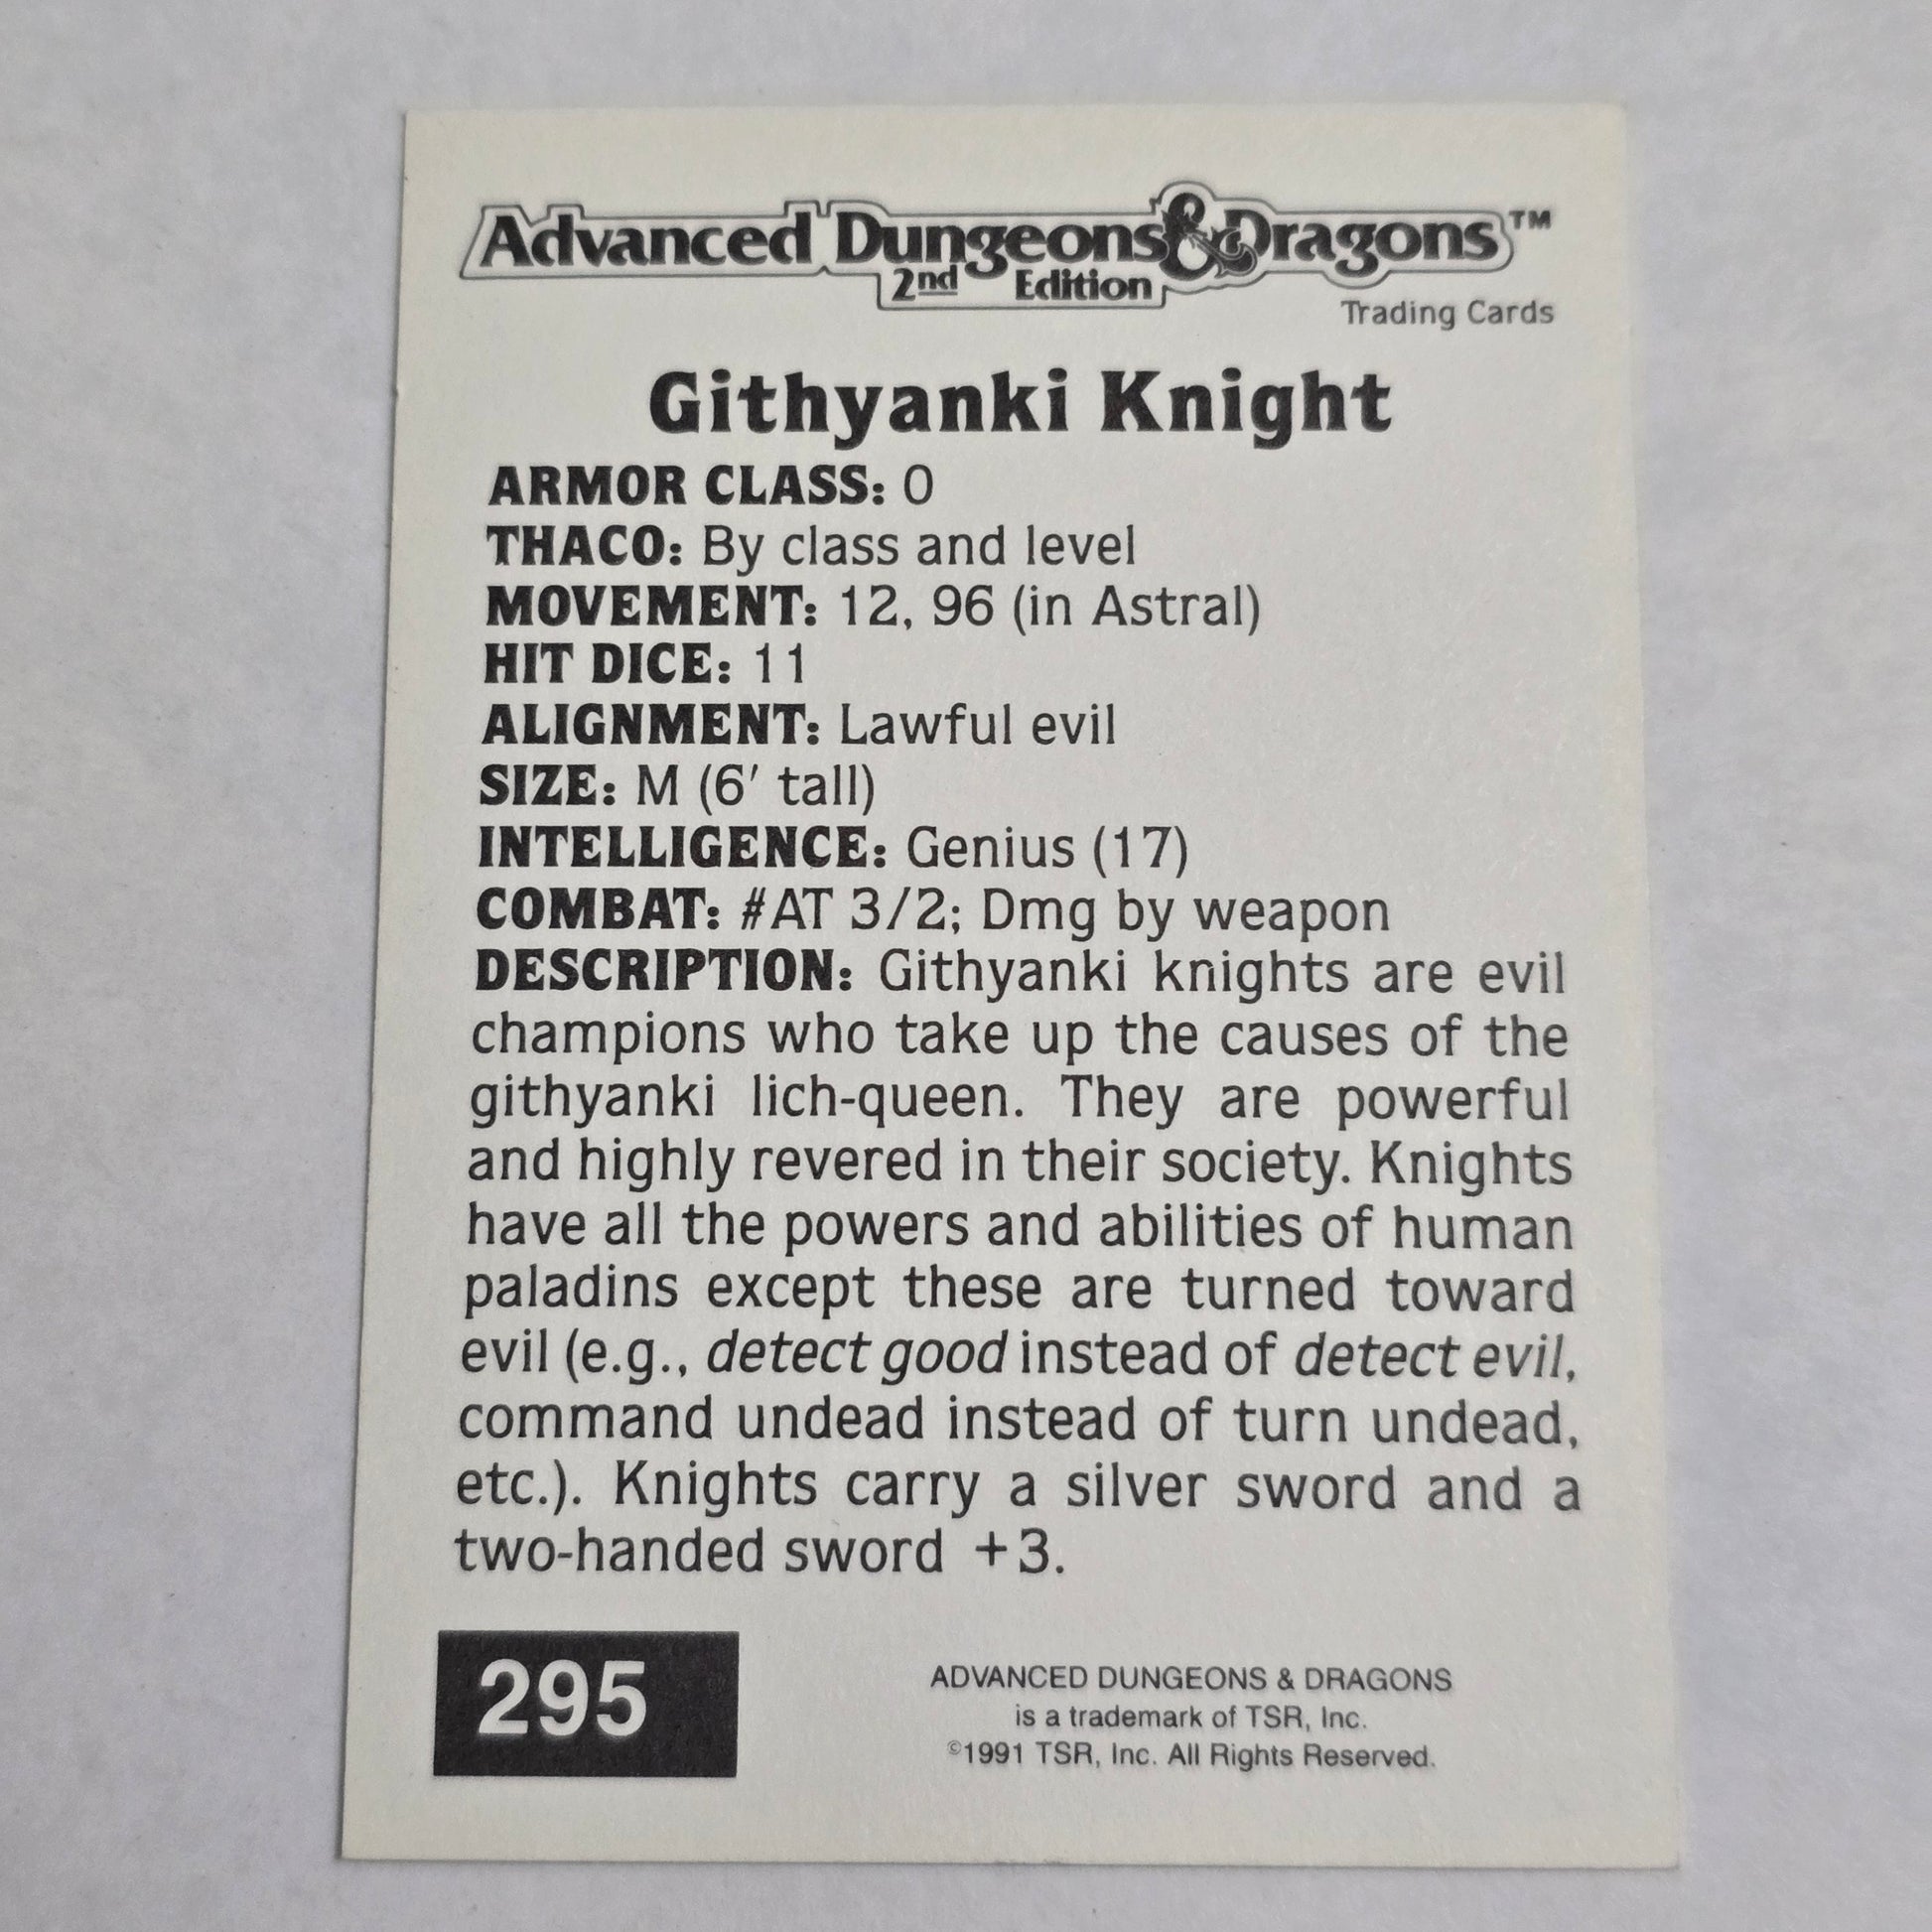 Advanced Dungeons & Dragons™
2nd Edition
Trading Cards
Githyanki Knight
ARMOR CLASS: 0
THACO: By class and level
MOVEMENT: 12, 96 (in Astral)
HIT DICE: 11
ALIGNMENT: Lawful evil
SIZE: M (6' tall)
INTELLIGENCE: Genius (17)
COMBAT: #AT 3/2; Dmg by weapon
DESCRIPTION: Githyanki knights are evil
champions who take up the causes of the
githyanki lich-queen. They are powerful
and highly revered in their society. Knights
have all the powers and abilities of human
paladins except these are turned toward
evil (e.g., detect good instead of detect evil,
command undead instead of turn undead,
etc.). Knights carry a silver sword and a
two-handed sword +3.
295
ADVANCED DUNGEONS & DRAGONS
is a trademark of TSR, Inc.
©1991 TSR, Inc. All Rights Reserved.